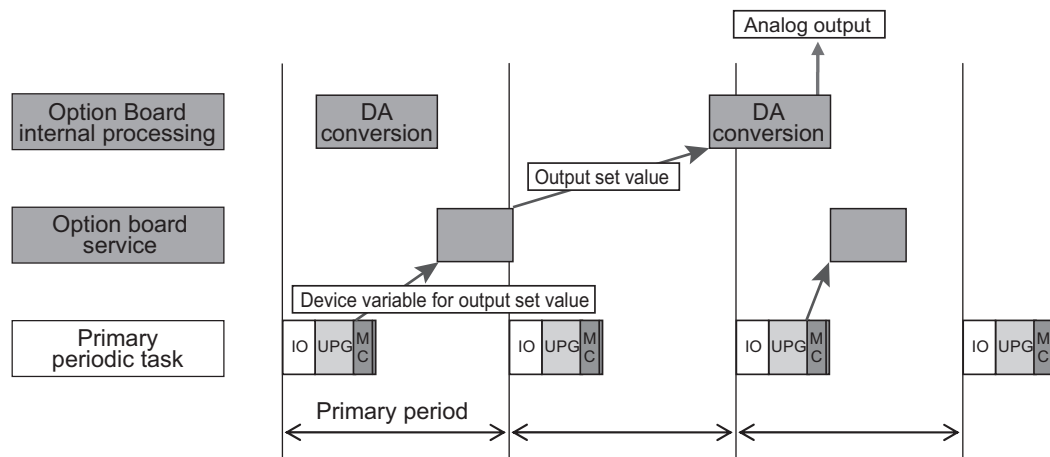 Analog output
Option Board
internal processing
DA
conversion
DA
conversion
Output set value
Option board
service
Device variable for output set value
Primary
periodic task
IO
UPG
M
C
IO
UPG
M
C
IO
UPG
M
C
IO
UPG
M
C
Primary period